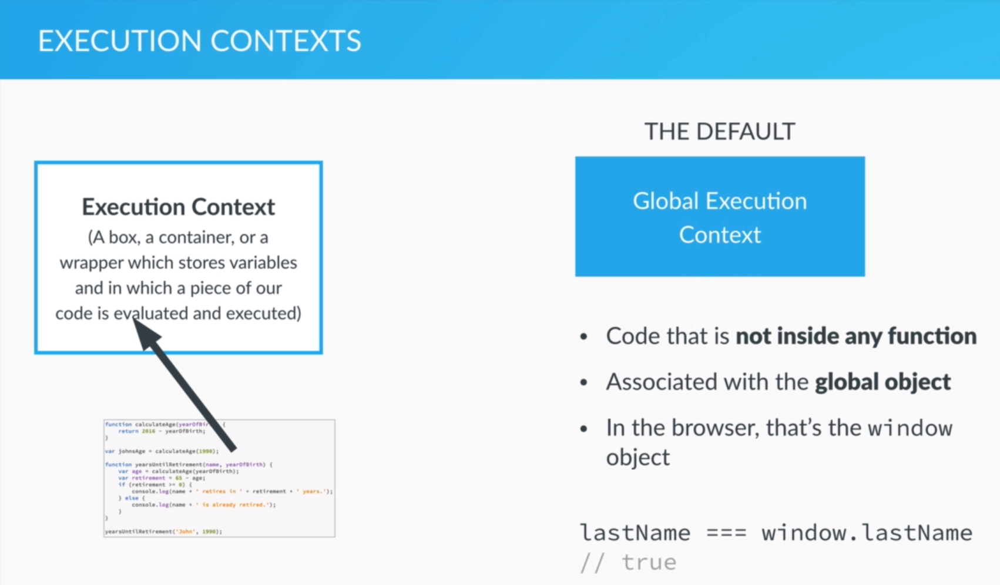 EXECUTION CONTEXTS
Execution Context
(A box, a container, or a
wrapper which stores variables
and in which a piece of our
code is evaluated and executed)
function calculateAge(yearOfBir {
return 2016 - yearOfBirth;
}
var johnsAge = calculateAge(1990);
function yearsUntilRetirement(name, yearOfBirth) {
var age = calculateAge(yearOfBirth);
var retirement = 65 - age;
if (retirement >= 0) {
console.log(name + ' retires in ' + retirement + ' years.');
} else {
console.log(name + ' is already retired.');
}
}
yearsUntilRetirement('John', 1990);
THE DEFAULT
Global Execution
Context
• Code that is not inside any function
• Associated with the global object
• In the browser, that’s the window
object
lastName === window.lastName
// true